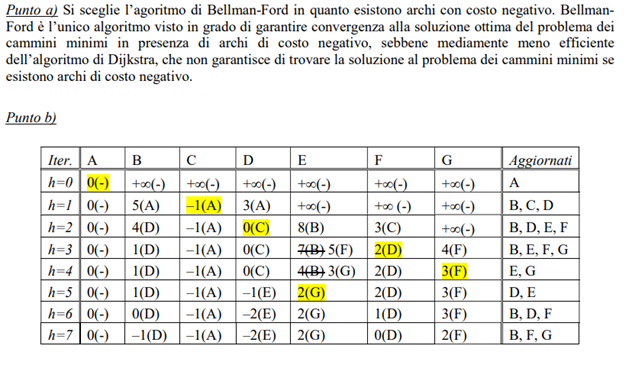 Punto a) Si sceglie l'agoritmo di Bellman-Ford in quanto esistono archi con costo negativo. Bellman-
Ford è l'unico algoritmo visto in grado di garantire convergenza alla soluzione ottima del problema dei
cammini minimi in presenza di archi di costo negativo, sebbene mediamente meno efficiente
dell'algoritmo di Dijkstra, che non garantisce di trovare la soluzione al problema dei cammini minimi se
esistono archi di costo negativo.
Punto b)
Iter. A B C D E F G Aggiornati
h=0 0(-) +∞(-) +∞(-) +∞(-) +∞(-) +∞(-) +∞(-) A
h=1 0(-) 5(A) −1(A) 3(A) +∞(-) +∞ (-) +∞(-) B, C, D
h=2 0(-) 4(D) −1(A) 0(C) 8(B) 3(C) +∞(-) B, D, E, F
h=3 0(-) 1(D) −1(A) 0(C) 7(B) 5(F) 2(D) 4(F) B, E, F, G
h=4 0(-) 1(D) −1(A) 0(C) 4(B) 3(G) 2(D) 3(F) E, G
h=5 0(-) 1(D) −1(A) −1(E) 2(G) 2(D) 3(F) D, E
h=6 0(-) 0(D) −1(A) −2(E) 2(G) 1(D) 3(F) B, D, F
h=7 0(-) −1(D) −1(A) −2(E) 2(G) 0(D) 2(F) B, F, G